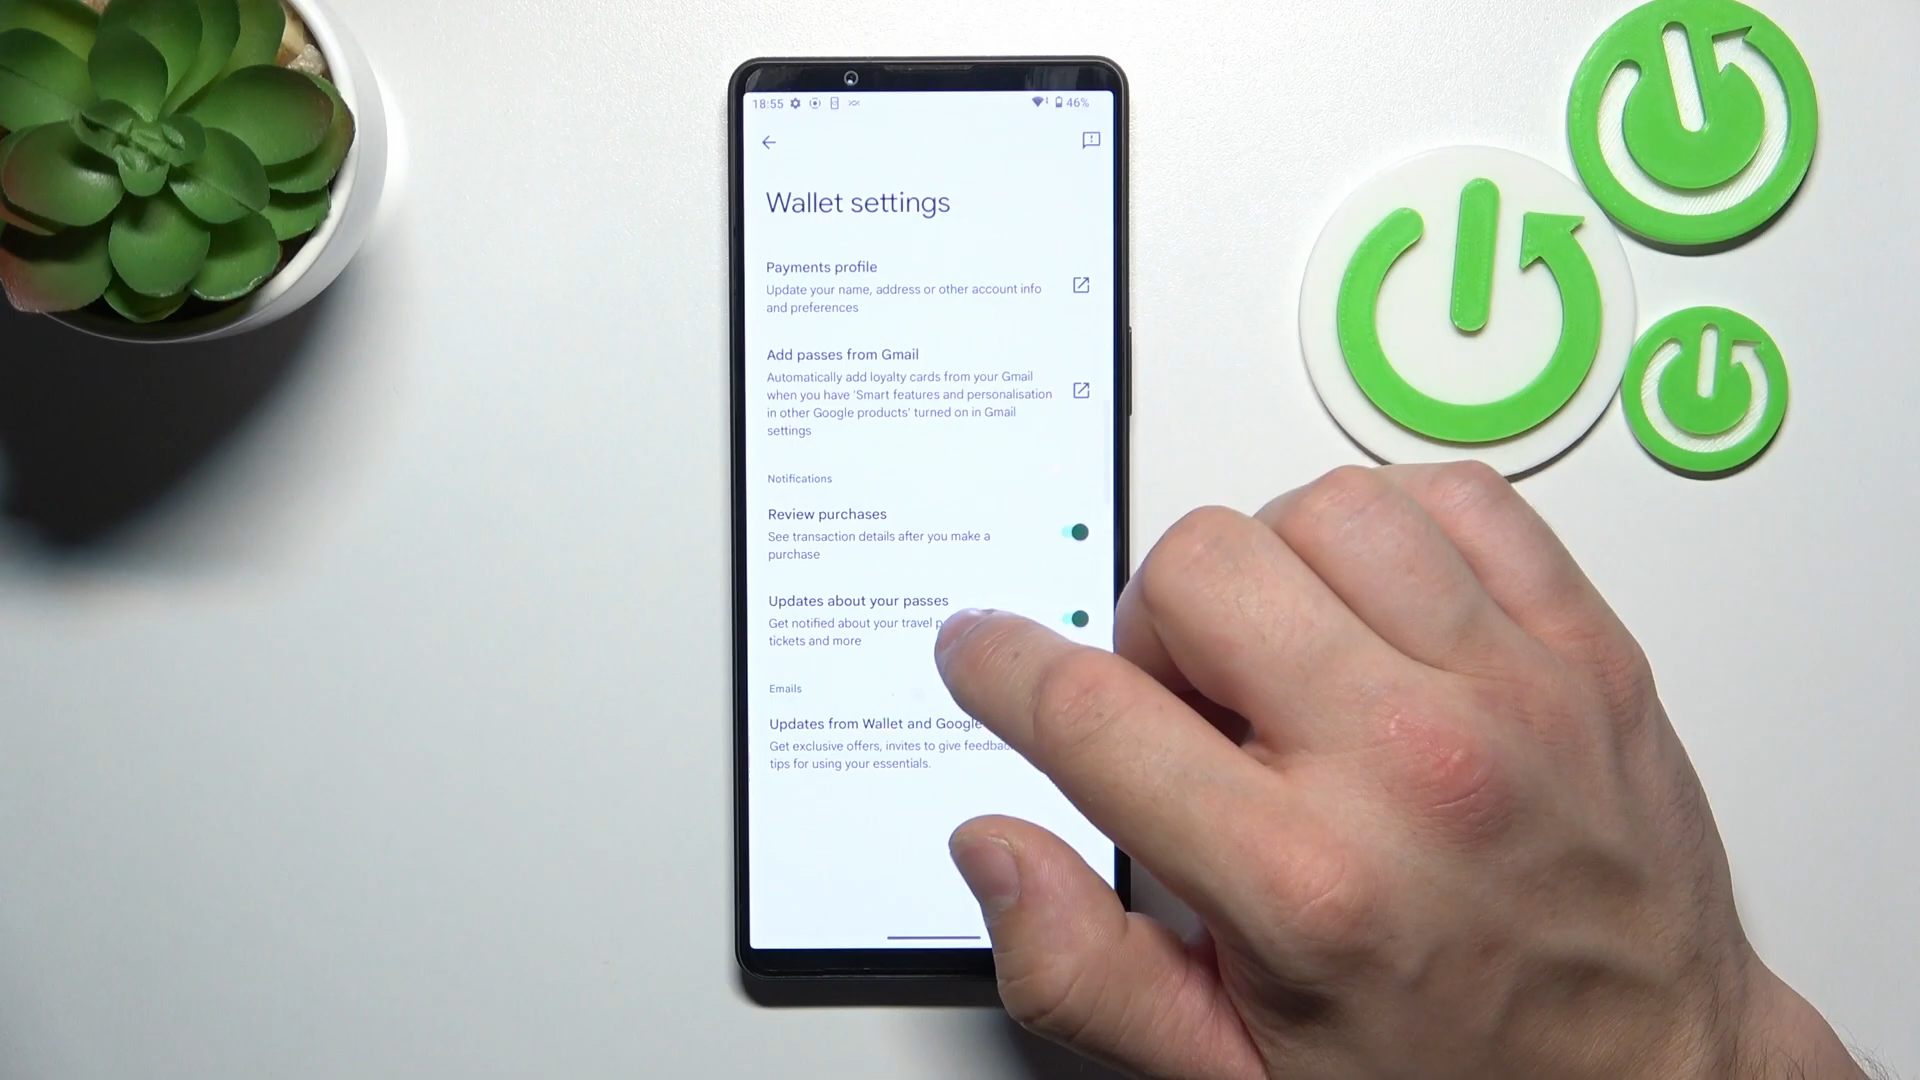 18:55
46%
Wallet settings
Payments profile
Update your name, address or other account info
and preferences
Add passes from Gmail
Automatically add loyalty cards from your Gmail
when you have 'Smart features and personalisation
in other Google products' turned on in Gmail
settings
Notifications
Review purchases
See transaction details after you make a
purchase
Updates about your passes
Get notified about your travel
tickets and more
Emails
Updates from Wallet and Google
Get exclusive offers, invites to give
tips for using your essentials.